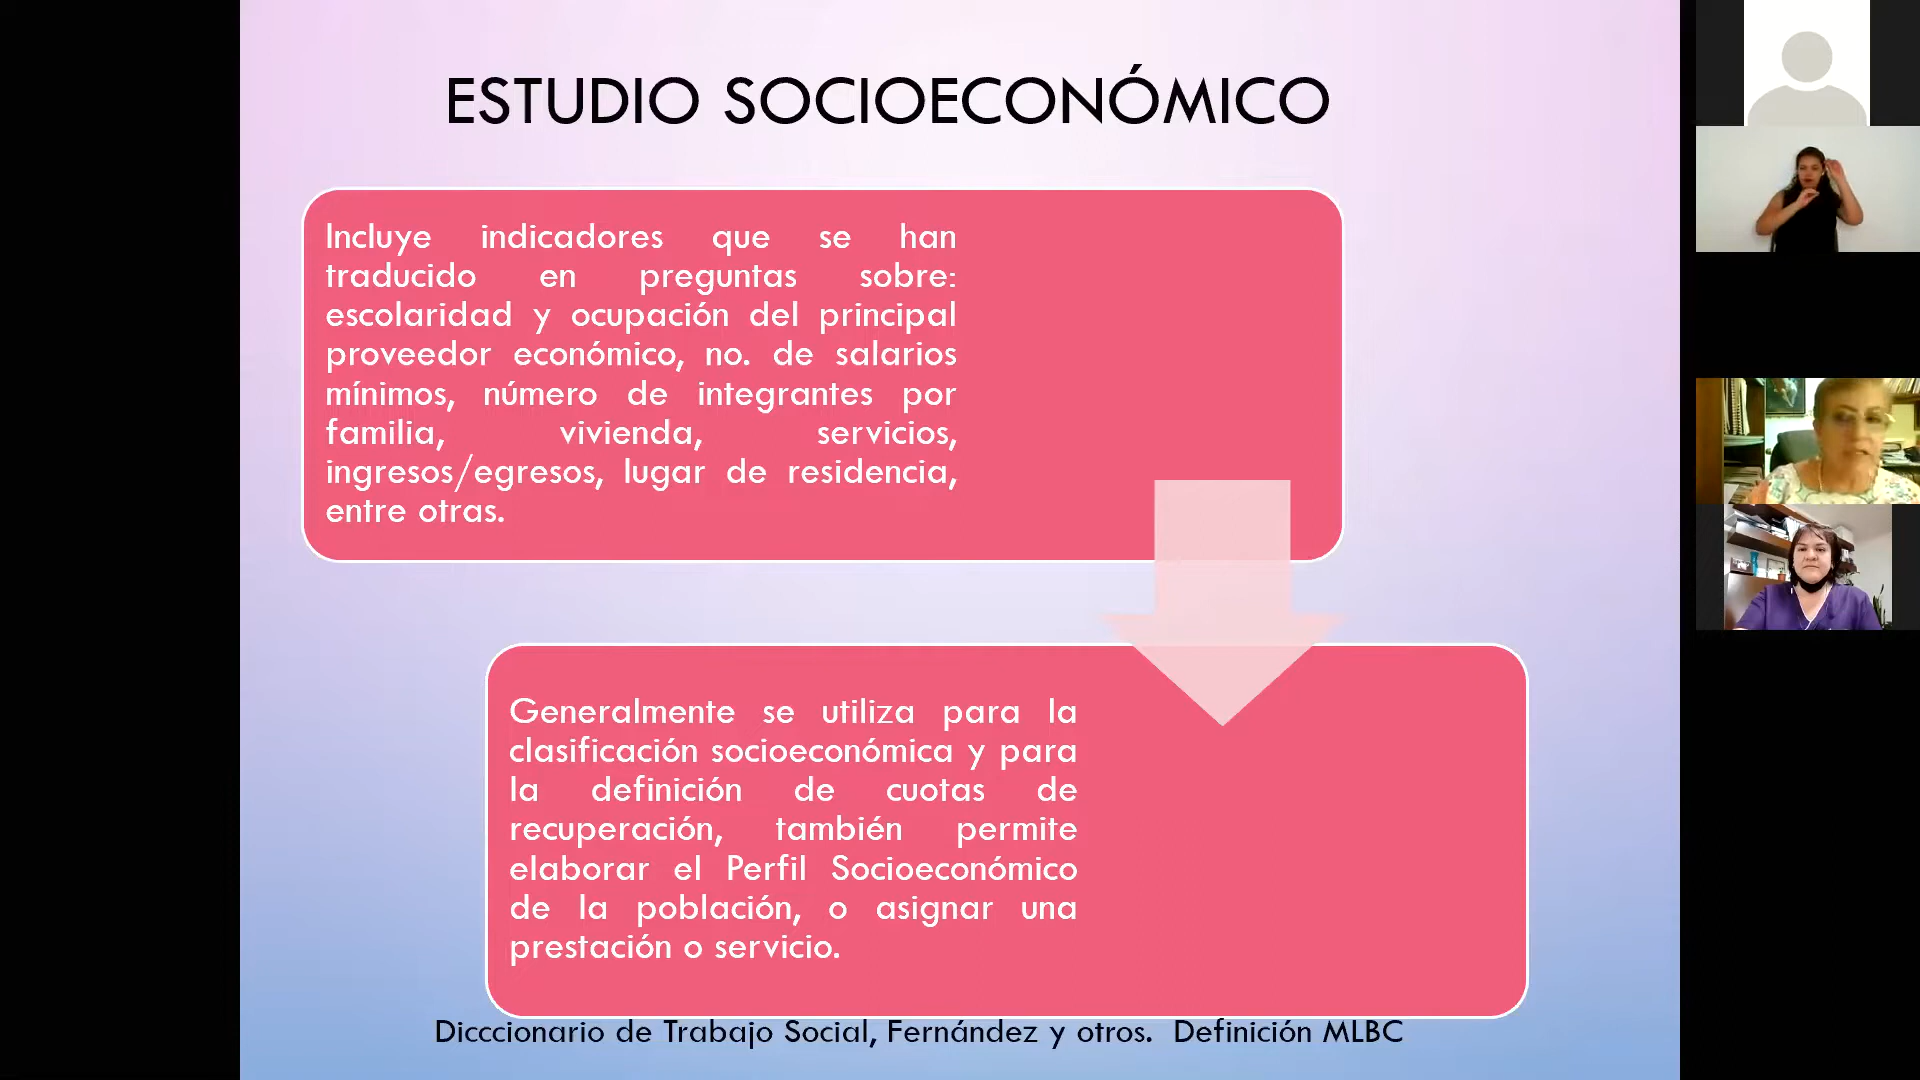 ESTUDIO SOCIOECONÓMICO
Incluye indicadores que se han
traducido en preguntas sobre:
escolaridad y ocupación del principal
proveedor económico, no. de salarios
mínimos, número de integrantes por
familia, vivienda, servicios,
ingresos/egresos, lugar de residencia,
entre otras.
Generalmente se utiliza para la
clasificación socioeconómica y para
la definición de cuotas de
recuperación, también permite
elaborar el Perfil Socioeconómico
de la población, o asignar una
prestación o servicio.
Dicccionario de Trabajo Social, Fernández y otros. Definición MLBC